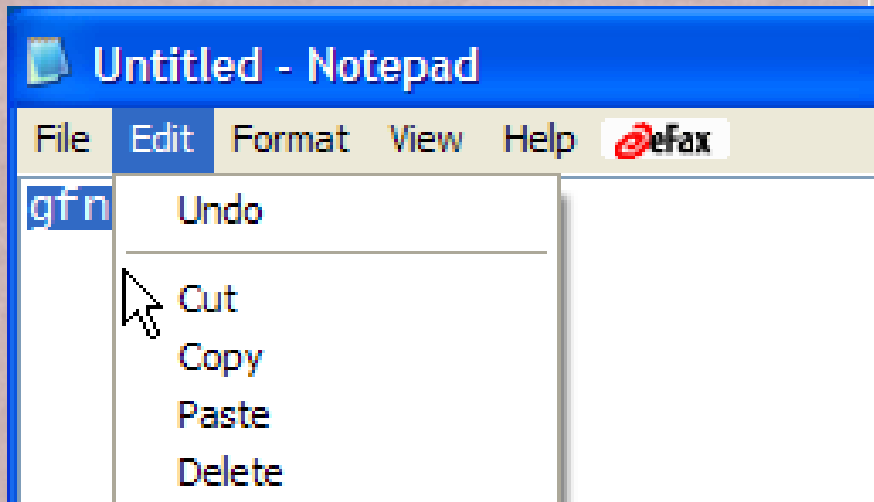 Untitled - Notepad
File Edit Format View Help eFax
gfn
Undo
Cut
Copy
Paste
Delete